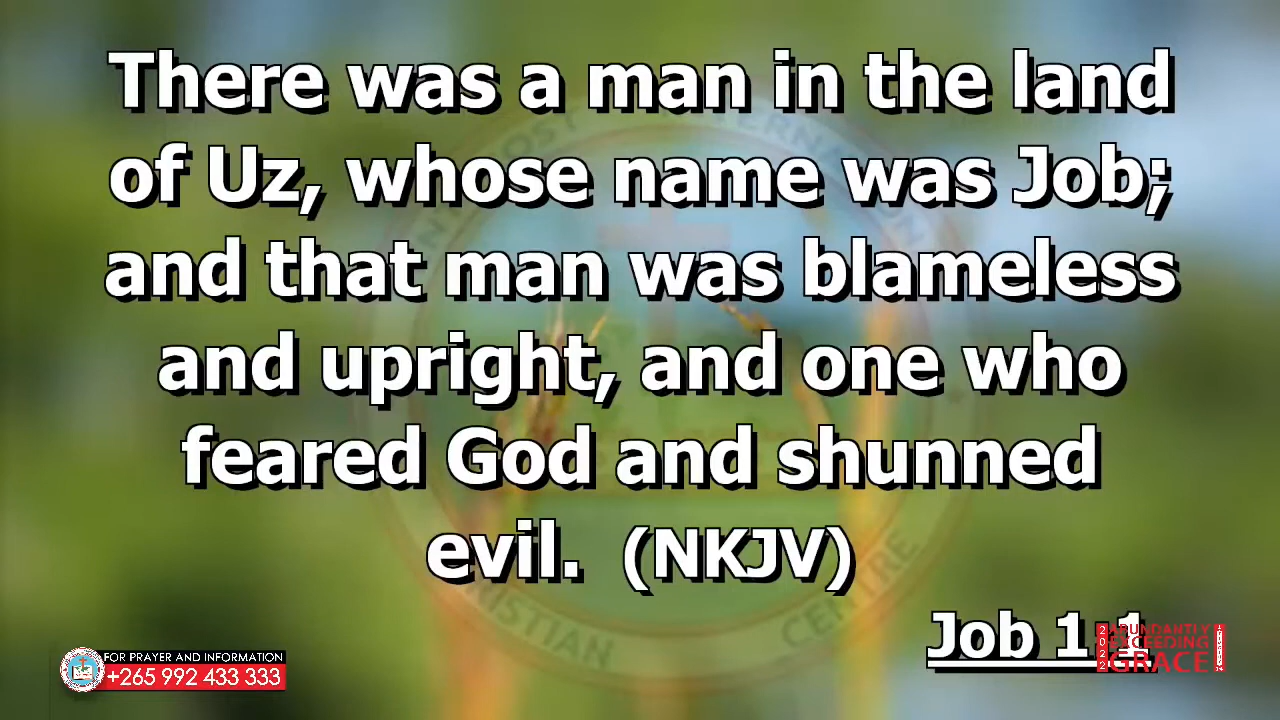 There was a man in the land
of Uz, whose name was Job;
and that man was blameless
and upright, and one who
feared God and shunned
evil. (NKJV)
Job 1:1
2022 ABUNDANTLY
EXCEEDING
GRACE
FOR PRAYER AND INFORMATION
+265 992 433 333
CENTRE